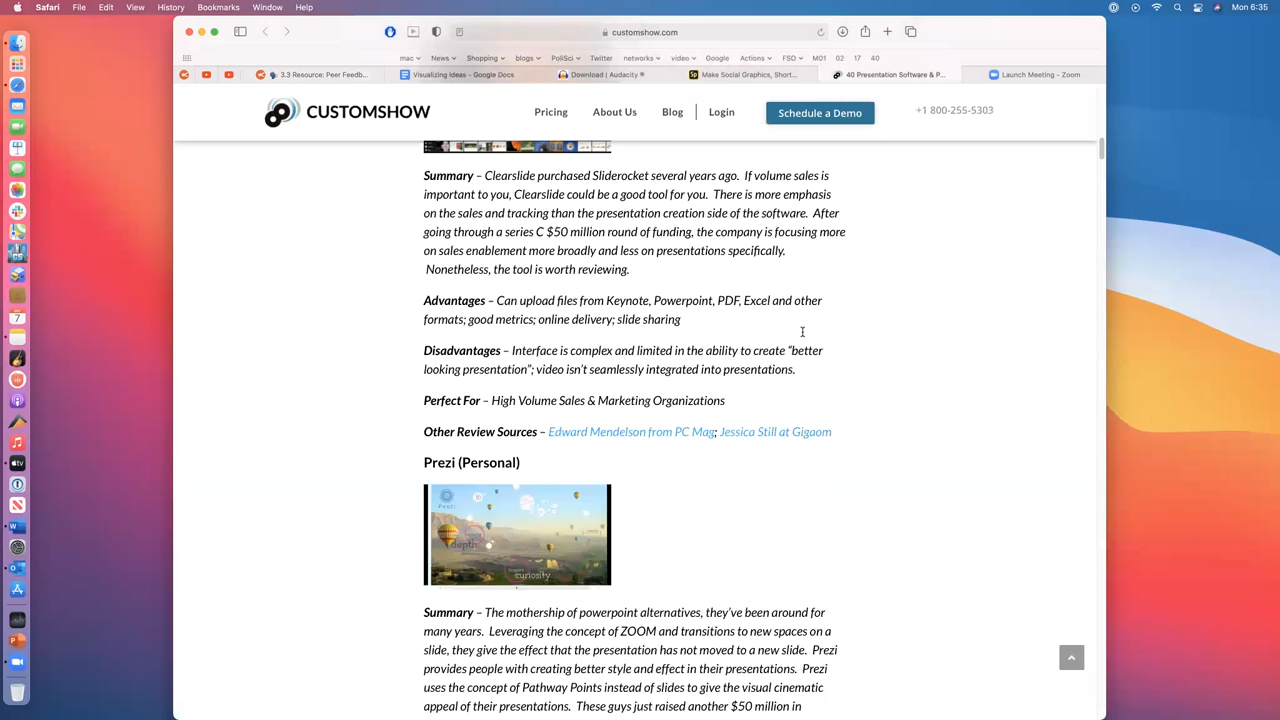 Safari File Edit View History Bookmarks Window Help Mon 6:35
customshow.com
mac News Shopping blogs PoliSci Twitter networks video Google Actions FSO M01 02 17 40
3.3 Resource: Peer Feedb... Visualizing Ideas - Google Docs Download | Audacity ® Make Social Graphics, Short... 40 Presentation Software & P... Launch Meeting - Zoom
CUSTOMSHOW Pricing About Us Blog Login Schedule a Demo +1 800-255-5303
Summary – Clearslide purchased Sliderocket several years ago. If volume sales is
important to you, Clearslide could be a good tool for you. There is more emphasis
on the sales and tracking than the presentation creation side of the software. After
going through a series C $50 million round of funding, the company is focusing more
on sales enablement more broadly and less on presentations specifically.
Nonetheless, the tool is worth reviewing.
Advantages – Can upload files from Keynote, Powerpoint, PDF, Excel and other
formats; good metrics; online delivery; slide sharing
Disadvantages – Interface is complex and limited in the ability to create “better
looking presentation”; video isn’t seamlessly integrated into presentations.
Perfect For – High Volume Sales & Marketing Organizations
Other Review Sources – Edward Mendelson from PC Mag; Jessica Still at Gigaom
Prezi (Personal)
depth
curiosity
Summary – The mothership of powerpoint alternatives, they’ve been around for
many years. Leveraging the concept of ZOOM and transitions to new spaces on a
slide, they give the effect that the presentation has not moved to a new slide. Prezi
provides people with creating better style and effect in their presentations. Prezi
uses the concept of Pathway Points instead of slides to give the visual cinematic
appeal of their presentations. These guys just raised another $50 million in